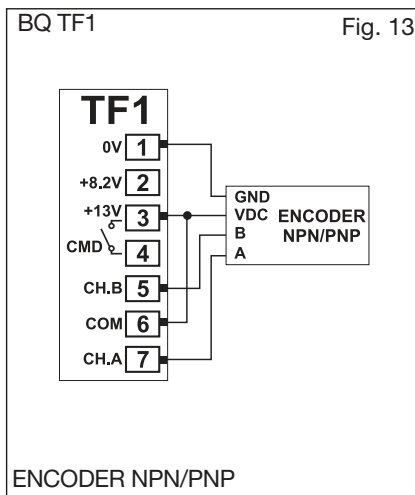 BQ TF1 Fig. 13
TF1
0V 1
+8.2V 2
+13V 3
CMD 4
CH.B 5
COM 6
CH.A 7
GND
VDC
B
A
ENCODER
NPN/PNP
ENCODER NPN/PNP